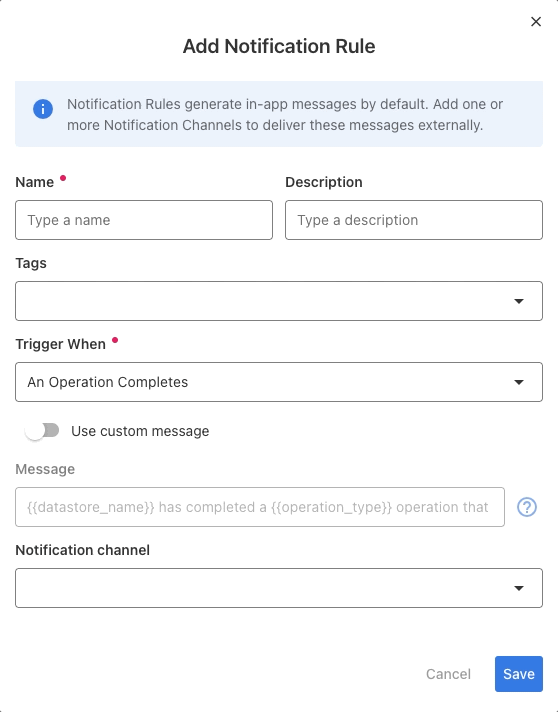 Add Notification Rule
Notification Rules generate in-app messages by default. Add one or
more Notification Channels to deliver these messages externally.
Name
Description
Type a name
Type a description
Tags
Trigger When
An Operation Completes
Use custom message
Message
{{datastore_name}} has completed a {{operation_type}} operation that
Notification channel
Cancel
Save